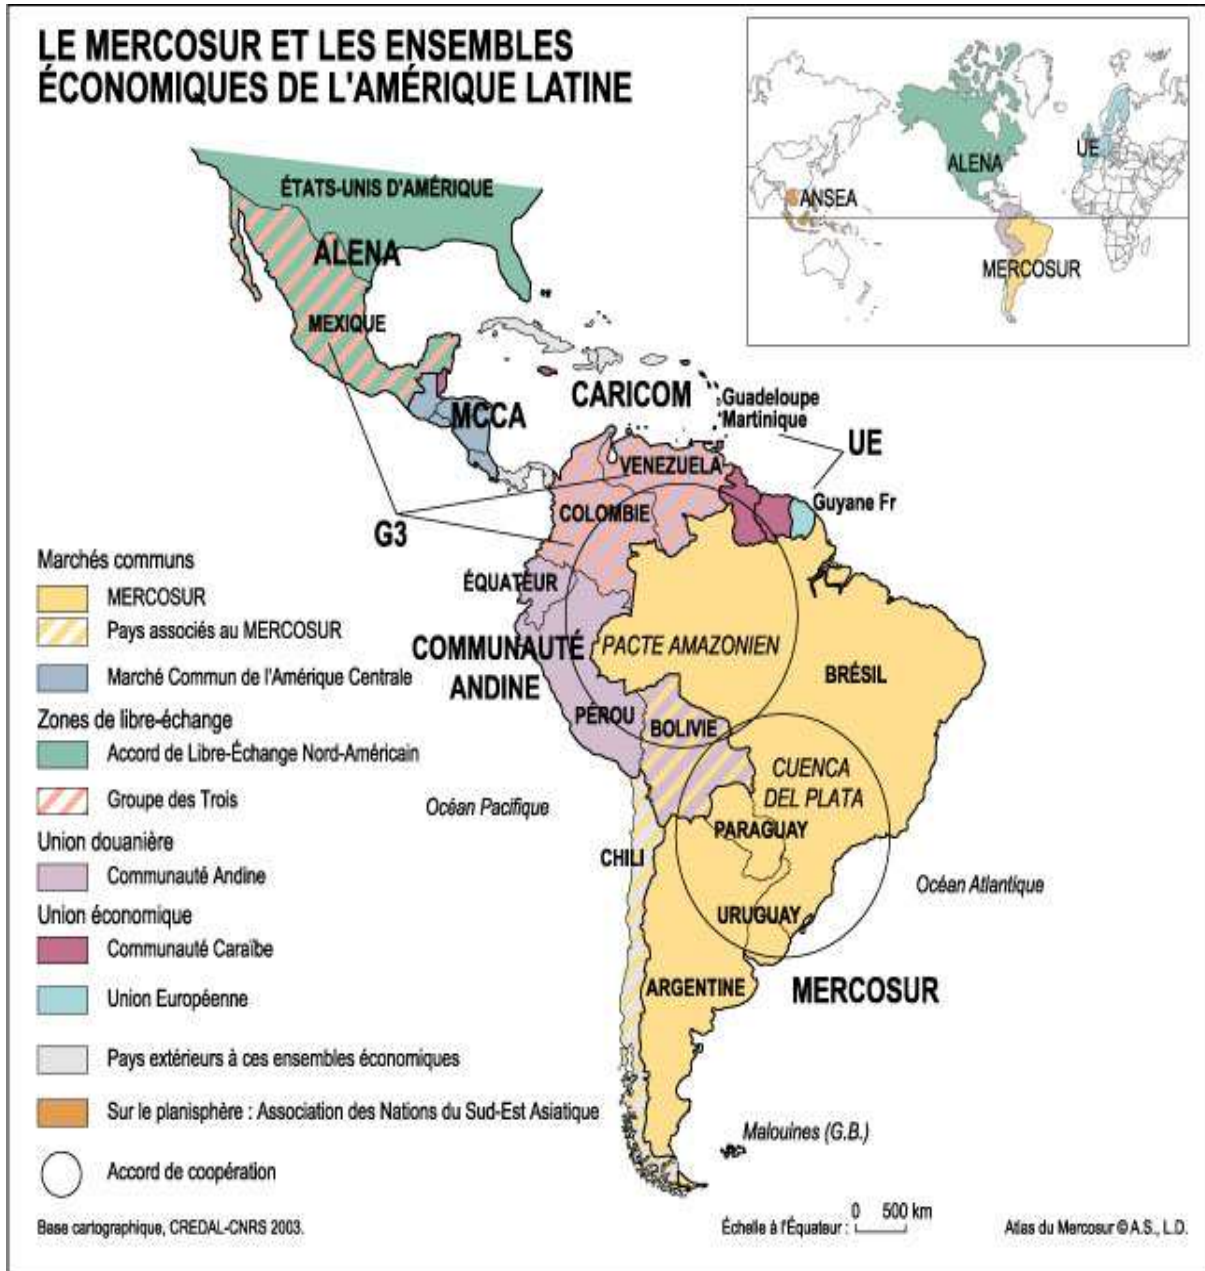 LE MERCOSUR ET LES ENSEMBLES
ÉCONOMIQUES DE L'AMÉRIQUE LATINE
ALENA
UE
ANSEA
MERCOSUR
ÉTATS-UNIS D'AMÉRIQUE
ALENA
MEXIQUE
MCCA
CARICOM
Guadeloupe
Martinique
UE
VENEZUELA
Guyane Fr
COLOMBIE
G3
ÉQUATEUR
COMMUNAUTÉ
ANDINE
PACTE AMAZONIEN
BRÉSIL
PÉROU
BOLIVIE
CUENCA
DEL PLATA
Océan Pacifique
PARAGUAY
CHILI
Océan Atlantique
URUGUAY
ARGENTINE
MERCOSUR
Malouines (G.B.)
Marchés communs
MERCOSUR
Pays associés au MERCOSUR
Marché Commun de l'Amérique Centrale
Zones de libre-échange
Accord de Libre-Échange Nord-Américain
Groupe des Trois
Union douanière
Communauté Andine
Union économique
Communauté Caraïbe
Union Européenne
Pays extérieurs à ces ensembles économiques
Sur le planisphère : Association des Nations du Sud-Est Asiatique
Accord de coopération
Base cartographique, CREDAL-CNRS 2003.
Échelle à l'Équateur : 0 500 km
Atlas du Mercosur © A.S., L.D.